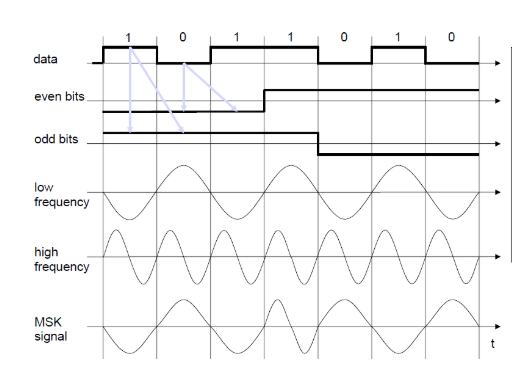 1 0 1 1 0 1 0
data
even bits
odd bits
low
frequency
high
frequency
MSK
signal
t